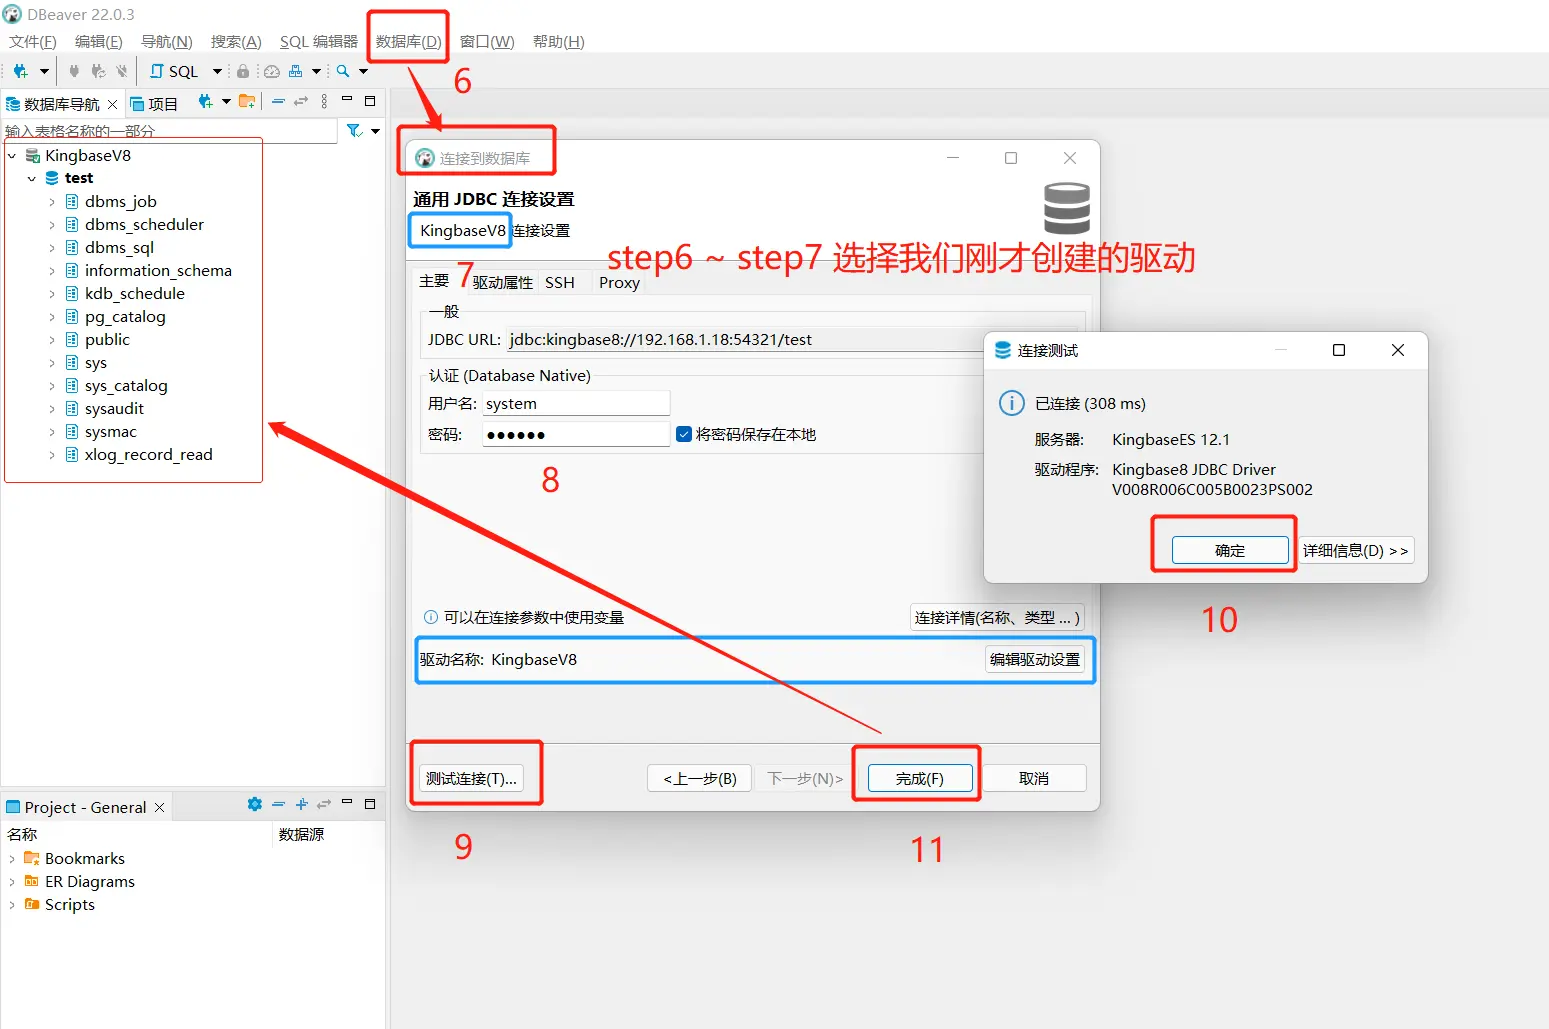 DBeaver 22.0.3
文件(F) 编辑(E) 导航(N) 搜索(A) SQL 编辑器 数据库(D) 窗口(W) 帮助(H)
SQL
6
数据库导航 项目
输入表格名称的一部分
KingbaseV8
test
dbms_job
dbms_scheduler
dbms_sql
information_schema
kdb_schedule
pg_catalog
public
sys
sys_catalog
sysaudit
sysmac
xlog_record_read
连接到数据库
通用 JDBC 连接设置
KingbaseV8 连接设置
step6 ~ step7 选择我们刚才创建的驱动
7
主要 驱动属性 SSH Proxy
一般
JDBC URL: jdbc:kingbase8://192.168.1.18:54321/test
认证 (Database Native)
用户名: system
密码: ●●●●●● 将密码保存在本地
8
可以在连接参数中使用变量 连接详情(名称、类型 ... )
驱动名称: KingbaseV8 编辑驱动设置
测试连接(T)... <上一步(B) 下一步(N)> 完成(F) 取消
9
11
连接测试
已连接 (308 ms)
服务器: KingbaseES 12.1
驱动程序: Kingbase8 JDBC Driver
V008R006C005B0023PS002
确定 详细信息(D) >>
10
Project - General
名称 数据源
Bookmarks
ER Diagrams
Scripts